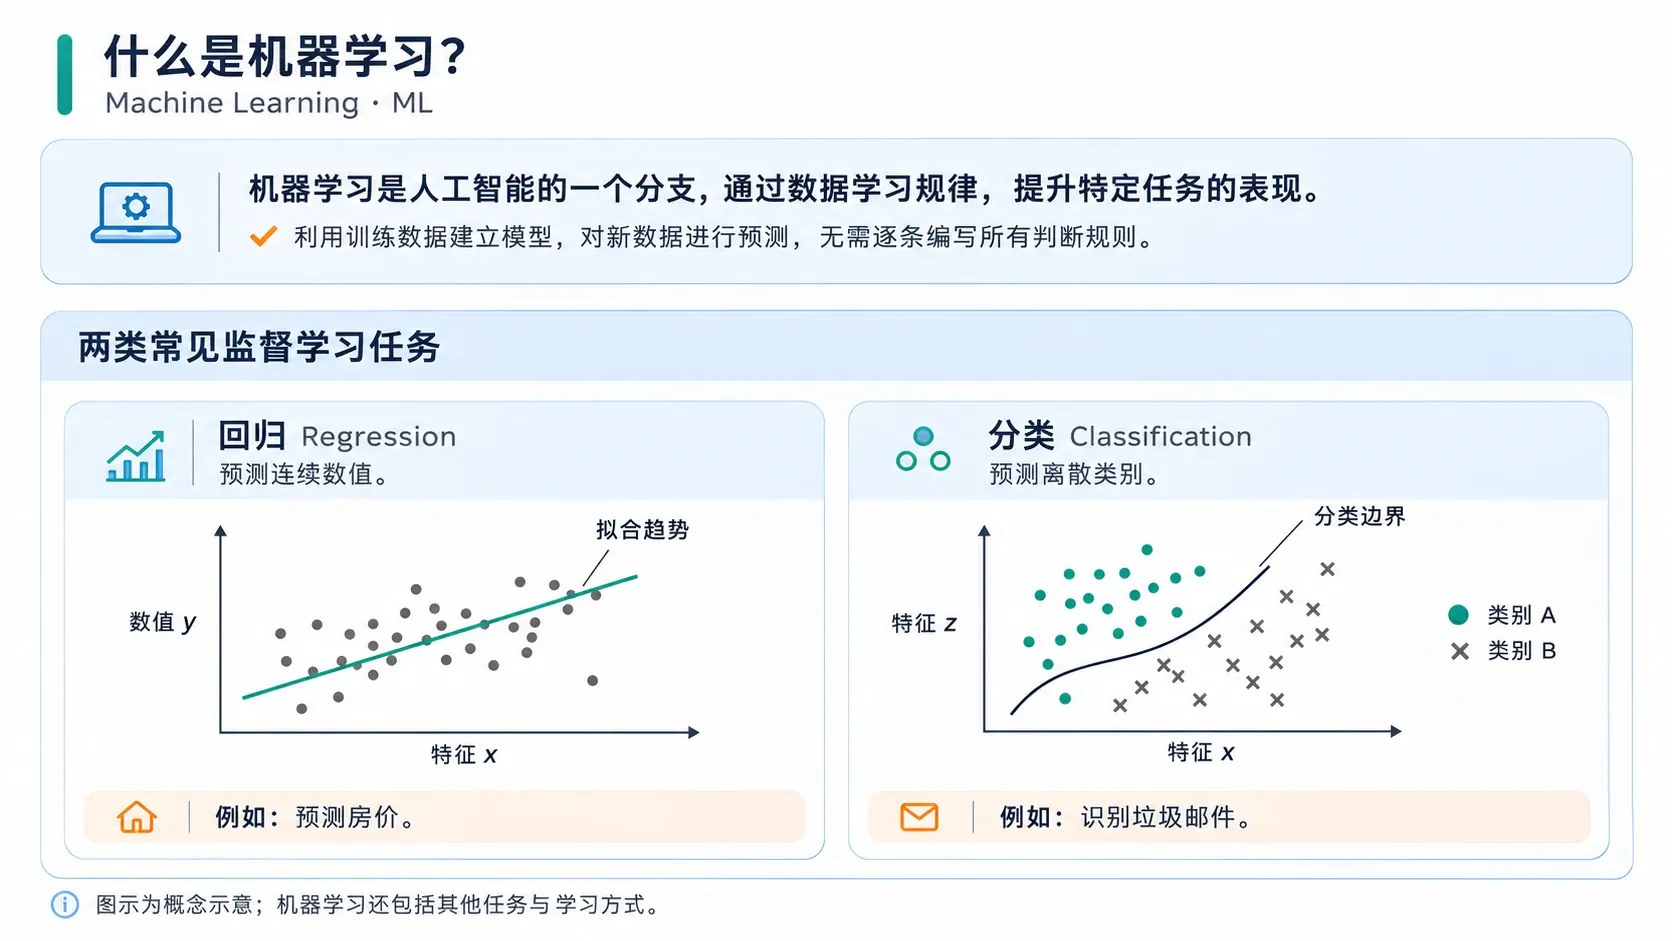 什么是机器学习？
Machine Learning · ML
机器学习是人工智能的一个分支，通过数据学习规律，提升特定任务的表现。
利用训练数据建立模型，对新数据进行预测，无需逐条编写所有判断规则。
两类常见监督学习任务
回归 Regression
预测连续数值。
拟合趋势
数值 y
特征 x
例如：预测房价。
分类 Classification
预测离散类别。
分类边界
特征 z
类别 A
类别 B
特征 x
例如：识别垃圾邮件。
图示为概念示意；机器学习还包括其他任务与学习方式。